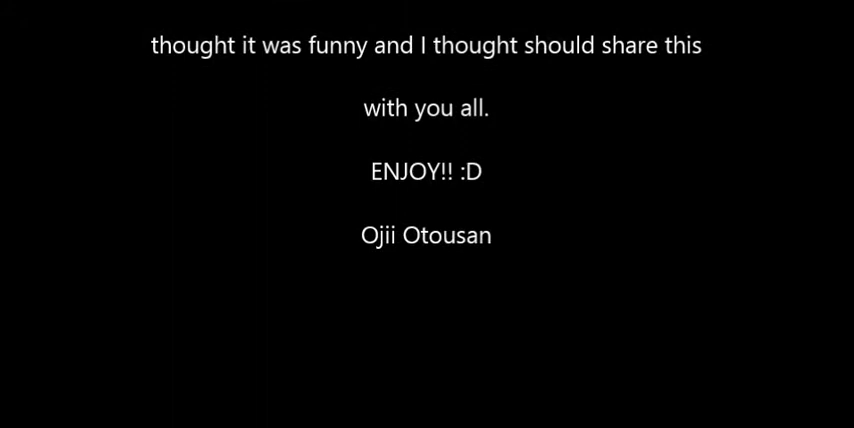 thought it was funny and I thought should share this
with you all.
ENJOY!! :D
Ojii Otousan